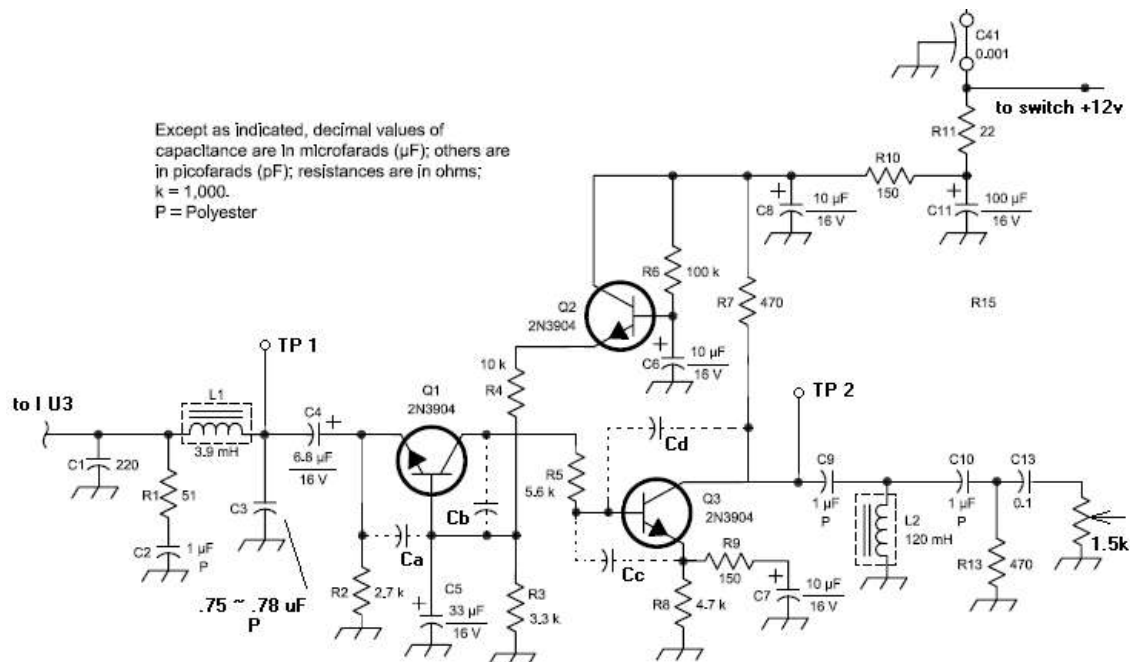 C41
0.001
to switch +12v
Except as indicated, decimal values of
capacitance are in microfarads (µF); others are
in picofarads (pF); resistances are in ohms;
k = 1,000.
P = Polyester
R11
22
R10
150
C8
10 µF
16 V
C11
100 µF
16 V
R6
100 k
R7
470
R15
Q2
2N3904
C6
10 µF
16 V
TP 1
10 k
R4
to I U3
L1
3.9 mH
C4
6.8 µF
16 V
Q1
2N3904
TP 2
C1
220
R1
51
C3
Cb
R5
5.6 k
Cd
Q3
2N3904
C9
1 µF
P
C10
1 µF
P
C13
0.1
L2
120 mH
1.5k
C2
1 µF
P
Ca
Cc
R9
150
R13
470
.75 ~ .78 uF
P
R2
2.7 k
C5
33 µF
16 V
R3
3.3 k
R8
4.7 k
C7
10 µF
16 V